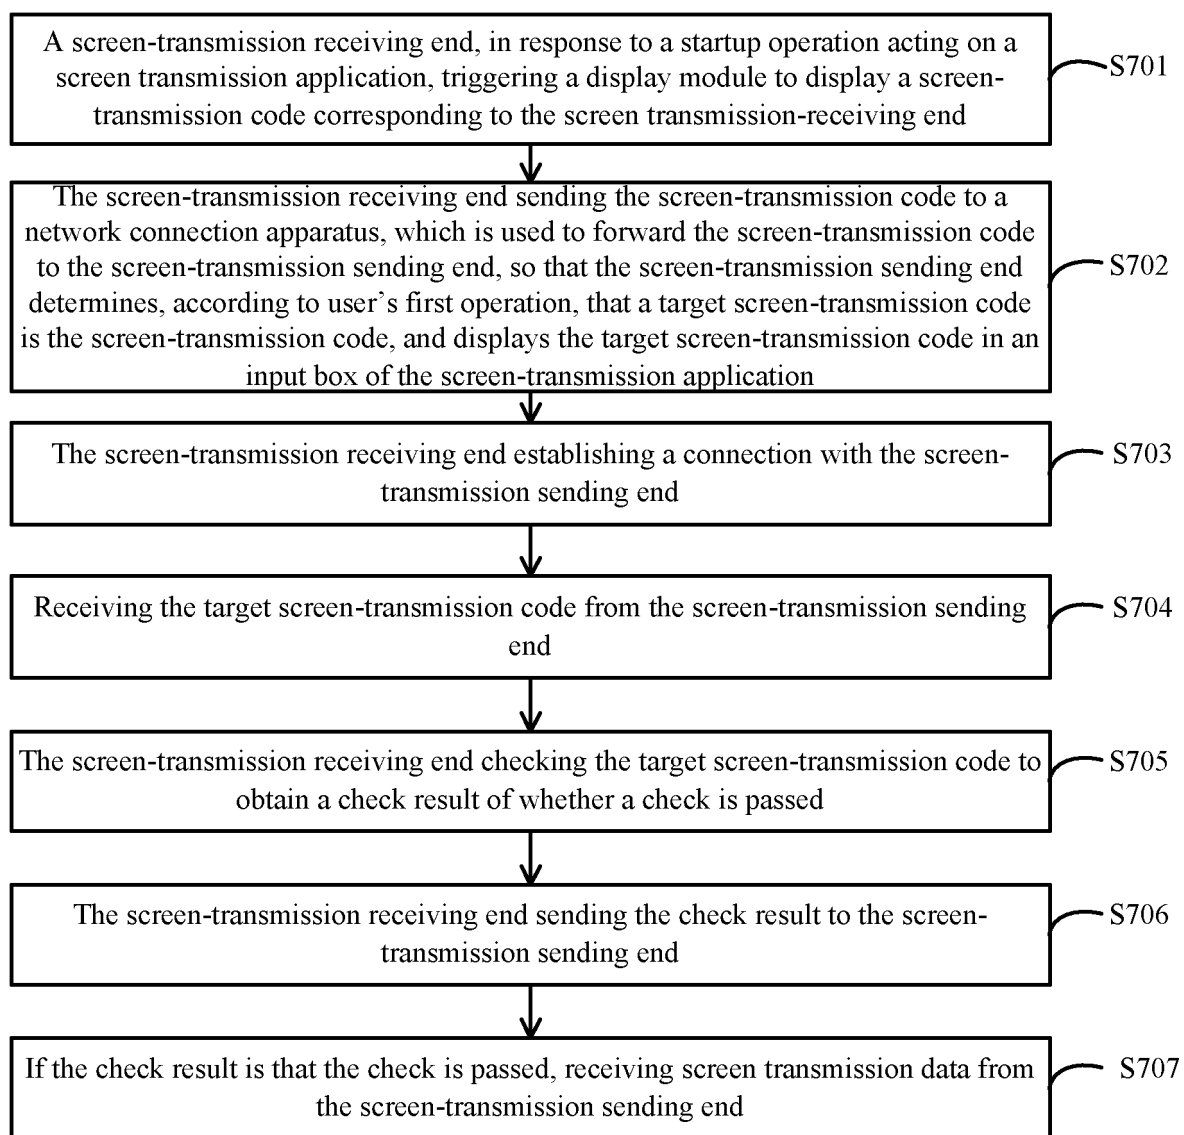 A screen-transmission receiving end, in response to a startup operation acting on a
screen transmission application, triggering a display module to display a screen-
transmission code corresponding to the screen transmission-receiving end
S701
The screen-transmission receiving end sending the screen-transmission code to a
network connection apparatus, which is used to forward the screen-transmission code
to the screen-transmission sending end, so that the screen-transmission sending end
determines, according to user’s first operation, that a target screen-transmission code
is the screen-transmission code, and displays the target screen-transmission code in an
input box of the screen-transmission application
S702
The screen-transmission receiving end establishing a connection with the screen-
transmission sending end
S703
Receiving the target screen-transmission code from the screen-transmission sending
end
S704
The screen-transmission receiving end checking the target screen-transmission code to
obtain a check result of whether a check is passed
S705
The screen-transmission receiving end sending the check result to the screen-
transmission sending end
S706
If the check result is that the check is passed, receiving screen transmission data from
the screen-transmission sending end
S707